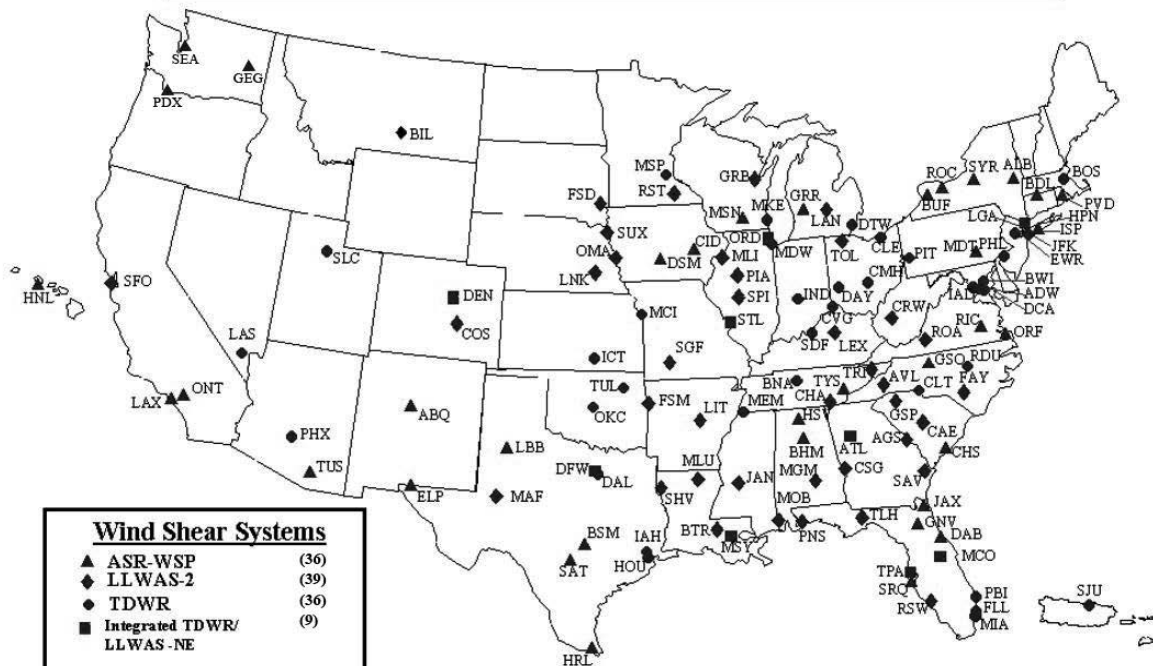 SEA
GEG
PDX
BIL
MSP
RST
GRB
FSD
SUX
OMA
LNK
MSN
MKE
GRR
LAN
DTW
CID
DSM
ORD
MDW
MLI
PIA
SPI
STL
TOL
CLE
ROC
SYR
ALB
BUF
BDL
BOS
PVD
LGA
HPN
ISP
JFK
EWR
PIT
MDT
PHL
BWI
ADW
DCA
IAD
HNL
SFO
SLC
DEN
COS
LAS
MCI
ICT
SGF
IND
DAY
CMH
CVG
SDF
LEX
CRW
ROA
RIC
ORF
LAX
ONT
PHX
TUS
ABQ
ELP
TUL
OKC
FSM
LIT
BNA
MEM
TYS
TRI
CHA
AVL
GSO
RDU
CLT
FAY
GSP
CAE
AGS
CHS
HSV
BHM
ATL
CSG
SAV
LBB
MAF
DFW
DAL
MLU
SHV
JAN
MGM
MOB
PNS
TLH
JAX
GNV
DAB
MCO
BSM
SAT
IAH
HOU
BTR
MSY
TPA
SRQ
RSW
PBI
FLL
MIA
SJU
HRL
Wind Shear Systems
ASR-WSP (36)
LLWAS-2 (39)
TDWR (36)
Integrated TDWR/ (9)
LLWAS -NE